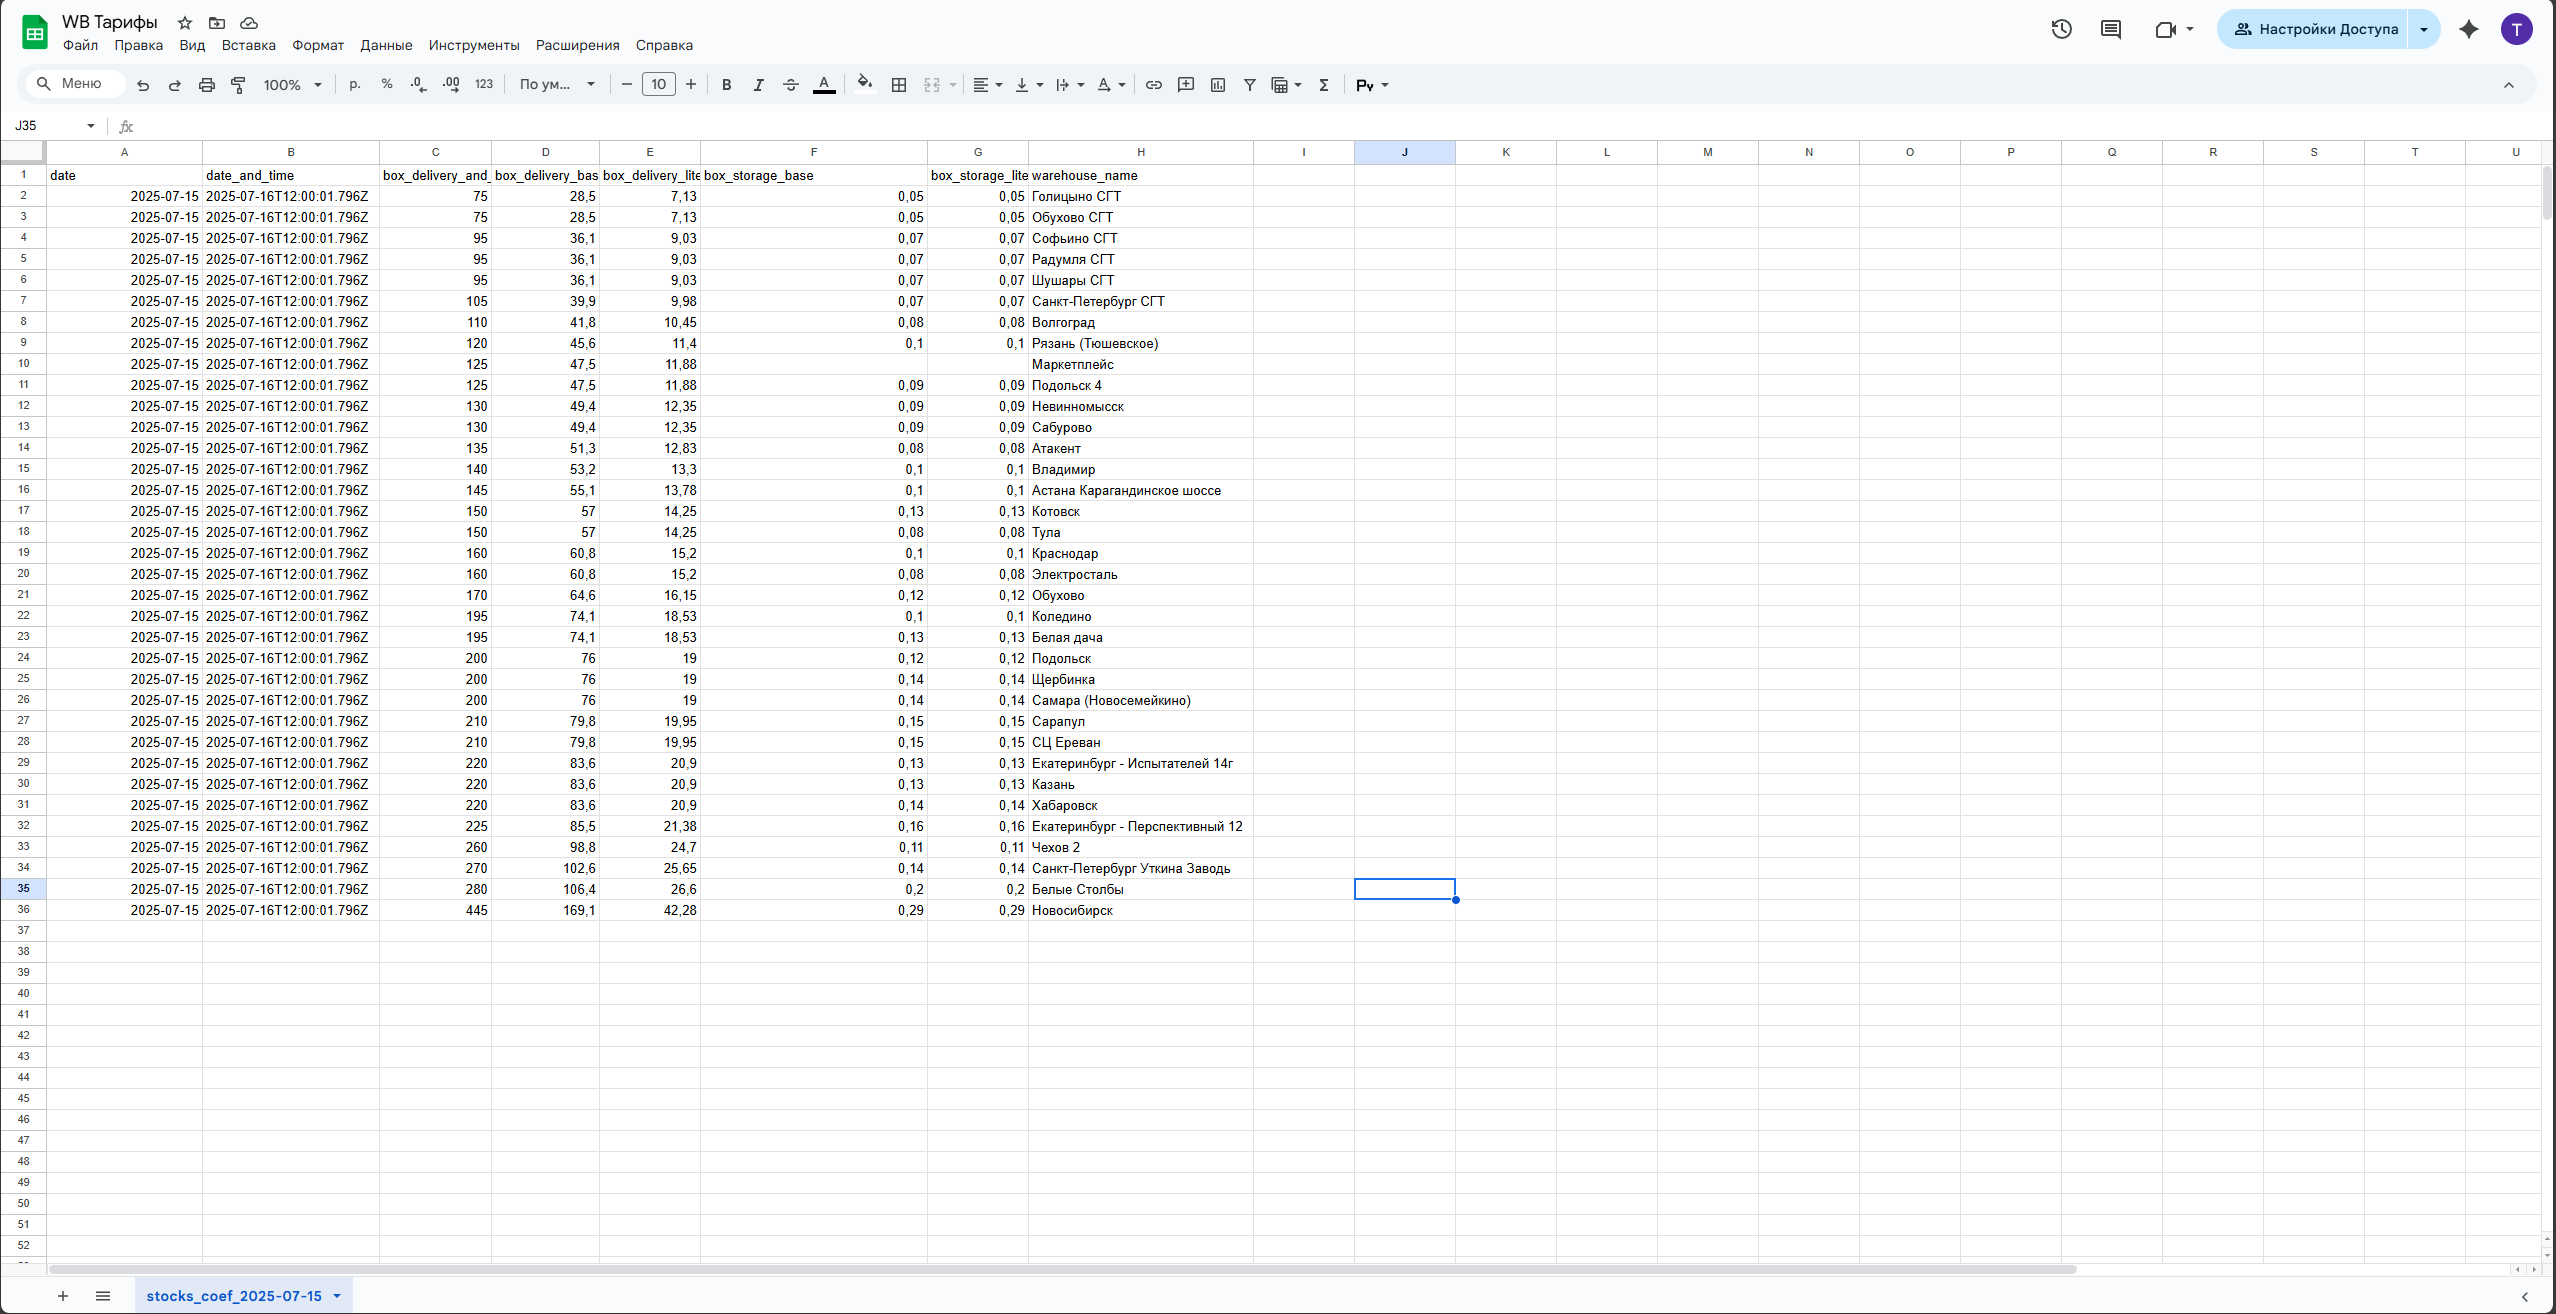 WB Тарифы
Файл Правка Вид Вставка Формат Данные Инструменты Расширения Справка
Настройки Доступа
T
Меню 100% р. % .0 .00 123 По ум... 10 B I A Σ Py
J35 fx
A B C D E F G H I J K L M N O P Q R S T U
1 date date_and_time box_delivery_and_ box_delivery_bas box_delivery_lite box_storage_base box_storage_lite warehouse_name
2 2025-07-15 2025-07-16T12:00:01.796Z 75 28,5 7,13 0,05 0,05 Голицыно СГТ
3 2025-07-15 2025-07-16T12:00:01.796Z 75 28,5 7,13 0,05 0,05 Обухово СГТ
4 2025-07-15 2025-07-16T12:00:01.796Z 95 36,1 9,03 0,07 0,07 Софьино СГТ
5 2025-07-15 2025-07-16T12:00:01.796Z 95 36,1 9,03 0,07 0,07 Радумля СГТ
6 2025-07-15 2025-07-16T12:00:01.796Z 95 36,1 9,03 0,07 0,07 Шушары СГТ
7 2025-07-15 2025-07-16T12:00:01.796Z 105 39,9 9,98 0,07 0,07 Санкт-Петербург СГТ
8 2025-07-15 2025-07-16T12:00:01.796Z 110 41,8 10,45 0,08 0,08 Волгоград
9 2025-07-15 2025-07-16T12:00:01.796Z 120 45,6 11,4 0,1 0,1 Рязань (Тюшевское)
10 2025-07-15 2025-07-16T12:00:01.796Z 125 47,5 11,88 Маркетплейс
11 2025-07-15 2025-07-16T12:00:01.796Z 125 47,5 11,88 0,09 0,09 Подольск 4
12 2025-07-15 2025-07-16T12:00:01.796Z 130 49,4 12,35 0,09 0,09 Невинномысск
13 2025-07-15 2025-07-16T12:00:01.796Z 130 49,4 12,35 0,09 0,09 Сабурово
14 2025-07-15 2025-07-16T12:00:01.796Z 135 51,3 12,83 0,08 0,08 Атакент
15 2025-07-15 2025-07-16T12:00:01.796Z 140 53,2 13,3 0,1 0,1 Владимир
16 2025-07-15 2025-07-16T12:00:01.796Z 145 55,1 13,78 0,1 0,1 Астана Карагандинское шоссе
17 2025-07-15 2025-07-16T12:00:01.796Z 150 57 14,25 0,13 0,13 Котовск
18 2025-07-15 2025-07-16T12:00:01.796Z 150 57 14,25 0,08 0,08 Тула
19 2025-07-15 2025-07-16T12:00:01.796Z 160 60,8 15,2 0,1 0,1 Краснодар
20 2025-07-15 2025-07-16T12:00:01.796Z 160 60,8 15,2 0,08 0,08 Электросталь
21 2025-07-15 2025-07-16T12:00:01.796Z 170 64,6 16,15 0,12 0,12 Обухово
22 2025-07-15 2025-07-16T12:00:01.796Z 195 74,1 18,53 0,1 0,1 Коледино
23 2025-07-15 2025-07-16T12:00:01.796Z 195 74,1 18,53 0,13 0,13 Белая дача
24 2025-07-15 2025-07-16T12:00:01.796Z 200 76 19 0,12 0,12 Подольск
25 2025-07-15 2025-07-16T12:00:01.796Z 200 76 19 0,14 0,14 Щербинка
26 2025-07-15 2025-07-16T12:00:01.796Z 200 76 19 0,14 0,14 Самара (Новосемейкино)
27 2025-07-15 2025-07-16T12:00:01.796Z 210 79,8 19,95 0,15 0,15 Сарапул
28 2025-07-15 2025-07-16T12:00:01.796Z 210 79,8 19,95 0,15 0,15 СЦ Ереван
29 2025-07-15 2025-07-16T12:00:01.796Z 220 83,6 20,9 0,13 0,13 Екатеринбург - Испытателей 14г
30 2025-07-15 2025-07-16T12:00:01.796Z 220 83,6 20,9 0,13 0,13 Казань
31 2025-07-15 2025-07-16T12:00:01.796Z 220 83,6 20,9 0,14 0,14 Хабаровск
32 2025-07-15 2025-07-16T12:00:01.796Z 225 85,5 21,38 0,16 0,16 Екатеринбург - Перспективный 12
33 2025-07-15 2025-07-16T12:00:01.796Z 260 98,8 24,7 0,11 0,11 Чехов 2
34 2025-07-15 2025-07-16T12:00:01.796Z 270 102,6 25,65 0,14 0,14 Санкт-Петербург Уткина Заводь
35 2025-07-15 2025-07-16T12:00:01.796Z 280 106,4 26,6 0,2 0,2 Белые Столбы
36 2025-07-15 2025-07-16T12:00:01.796Z 445 169,1 42,28 0,29 0,29 Новосибирск
37
38
39
40
41
42
43
44
45
46
47
48
49
50
51
52
stocks_coef_2025-07-15